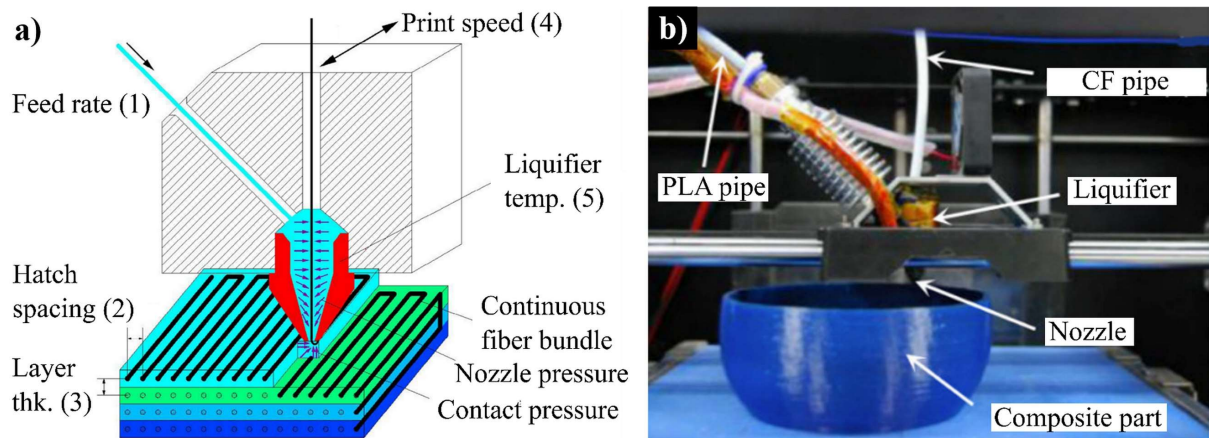 a)
Print speed (4)
Feed rate (1)
Liquifier
temp. (5)
Hatch
spacing (2)
Continuous
fiber bundle
Layer
thk. (3)
Nozzle pressure
Contact pressure
b)
CF pipe
PLA pipe
Liquifier
Nozzle
Composite part